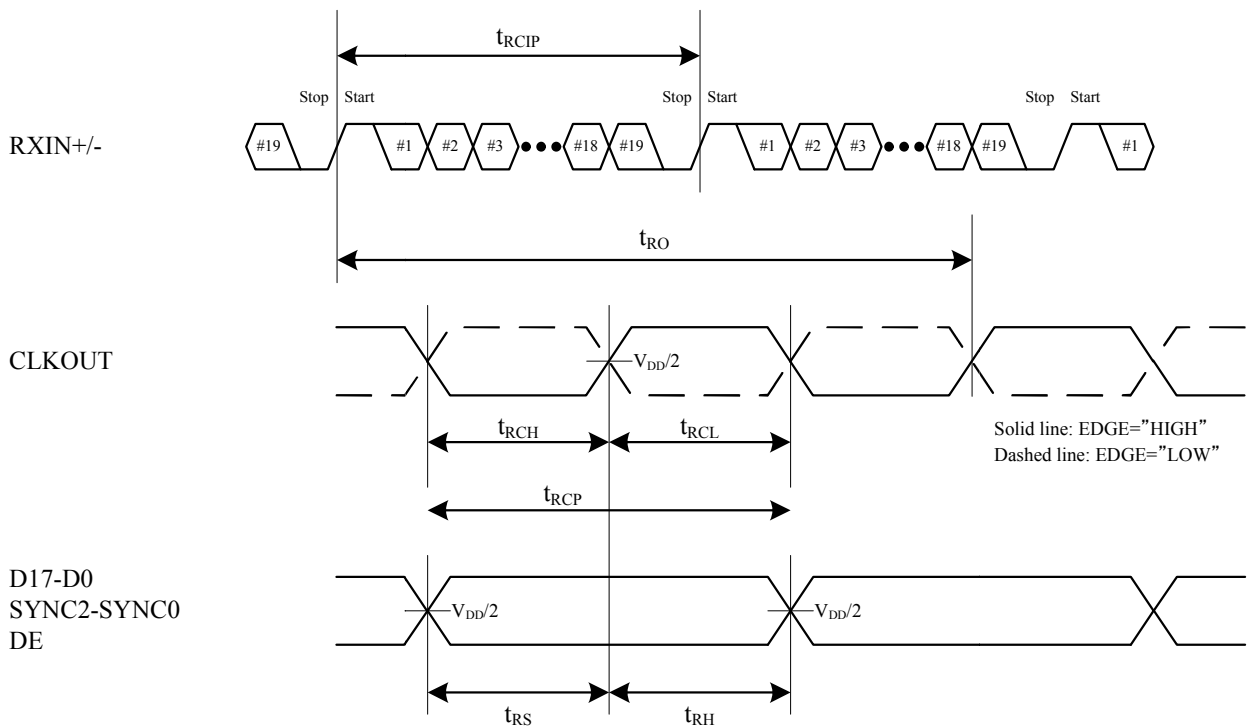 tRCIP
Stop Start Stop Start Stop Start
RXIN+/- #19 #1 #2 #3 ●●● #18 #19 #1 #2 #3 ●●● #18 #19 #1
tRO
CLKOUT VDD/2
tRCH tRCL
Solid line: EDGE="HIGH"
Dashed line: EDGE="LOW"
tRCP
D17-D0
SYNC2-SYNC0 VDD/2 VDD/2
DE
tRS tRH